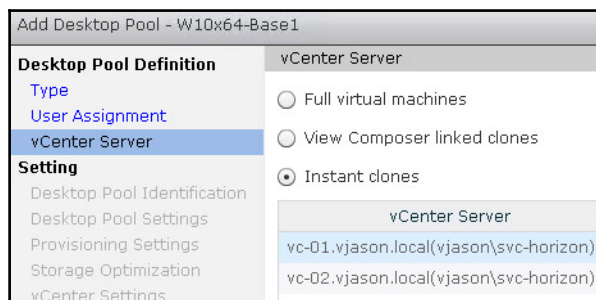 Add Desktop Pool - W10x64-Base1
Desktop Pool Definition
Type
User Assignment
vCenter Server
Setting
Desktop Pool Identification
Desktop Pool Settings
Provisioning Settings
Storage Optimization
vCenter Settings
vCenter Server
Full virtual machines
View Composer linked clones
Instant clones
vCenter Server
vc-01.vjason.local(vjason\svc-horizon)
vc-02.vjason.local(vjason\svc-horizon)